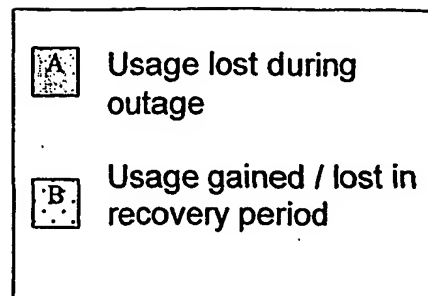 A
Usage lost during
outage
B
Usage gained / lost in
recovery period